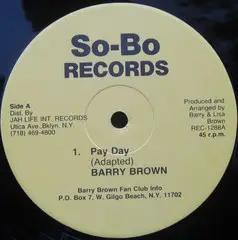 So-Bo
RECORDS
Side A
Dist. By
JAH LIFE INT. RECORDS
Utica Ave., Bklyn. N.Y.
(718) 469-4800
Produced and
Arranged by
Barry & Lisa
Brown
REC-1288A
45 r.p.m.
1. Pay Day
(Adapted)
BARRY BROWN
Barry Brown Fan Club Info
P.O. Box 7, W. Gilgo Beach, N.Y. 11702